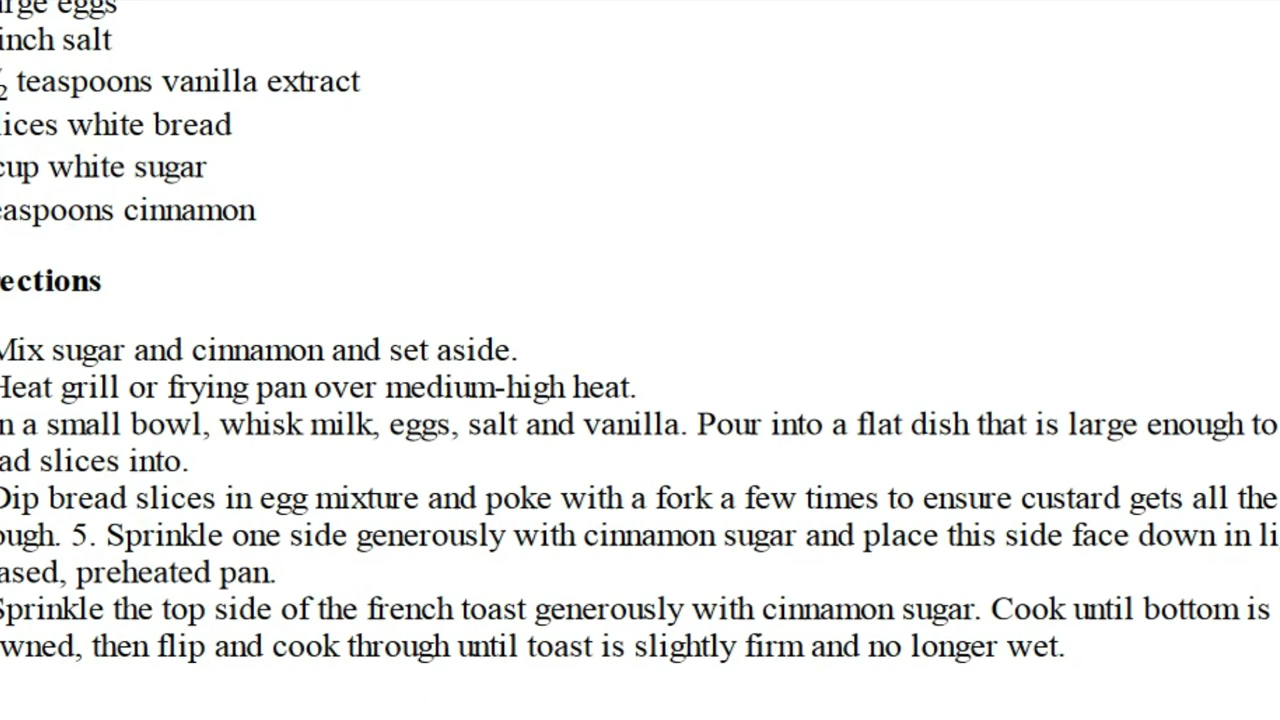 arge eggs
inch salt
½ teaspoons vanilla extract
lices white bread
cup white sugar
easpoons cinnamon
ections
Mix sugar and cinnamon and set aside.
Heat grill or frying pan over medium-high heat.
n a small bowl, whisk milk, eggs, salt and vanilla. Pour into a flat dish that is large enough to
ad slices into.
Dip bread slices in egg mixture and poke with a fork a few times to ensure custard gets all the
ough. 5. Sprinkle one side generously with cinnamon sugar and place this side face down in li
ased, preheated pan.
Sprinkle the top side of the french toast generously with cinnamon sugar. Cook until bottom is
wned, then flip and cook through until toast is slightly firm and no longer wet.